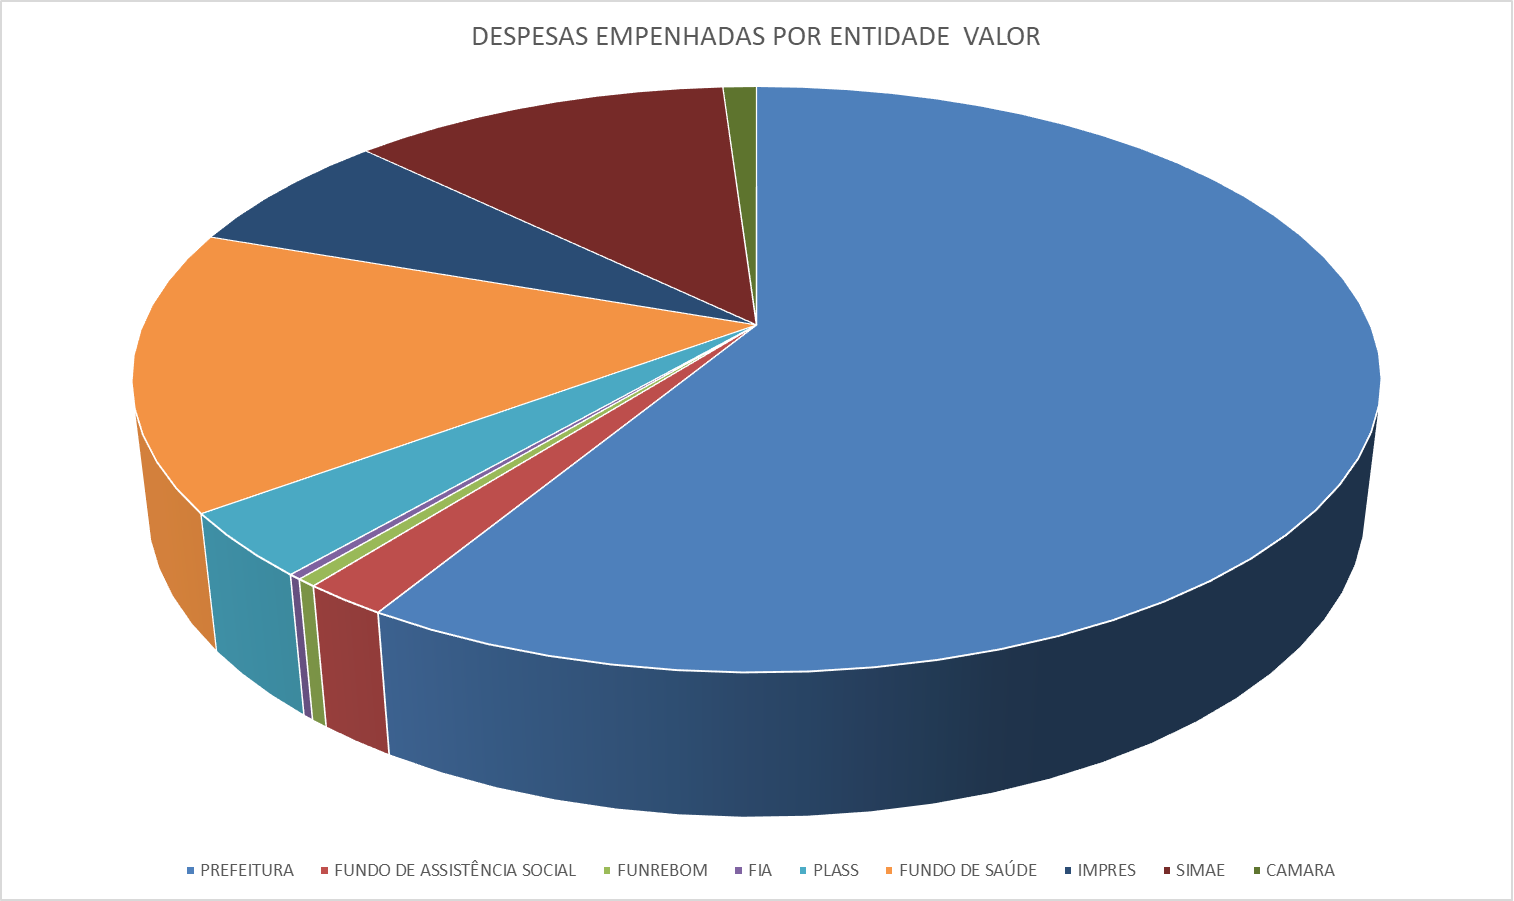 DESPESAS EMPENHADAS POR ENTIDADE  VALOR
PREFEITURA FUNDO DE ASSISTÊNCIA SOCIAL FUNREBOM FIA PLASS FUNDO DE SAÚDE IMPRES SIMAE CAMARA